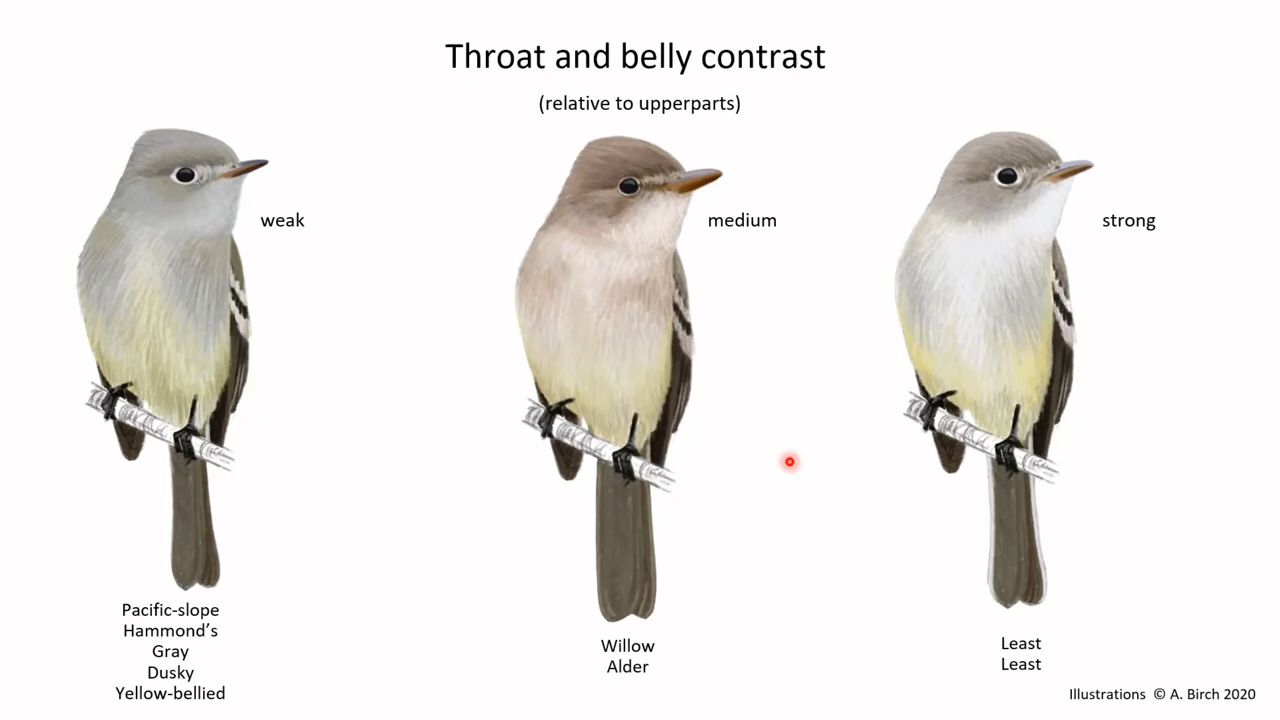 Throat and belly contrast
(relative to upperparts)
weak
medium
strong
Pacific-slope
Hammond's
Gray
Dusky
Yellow-bellied
Willow
Alder
Least
Least
Illustrations © A. Birch 2020